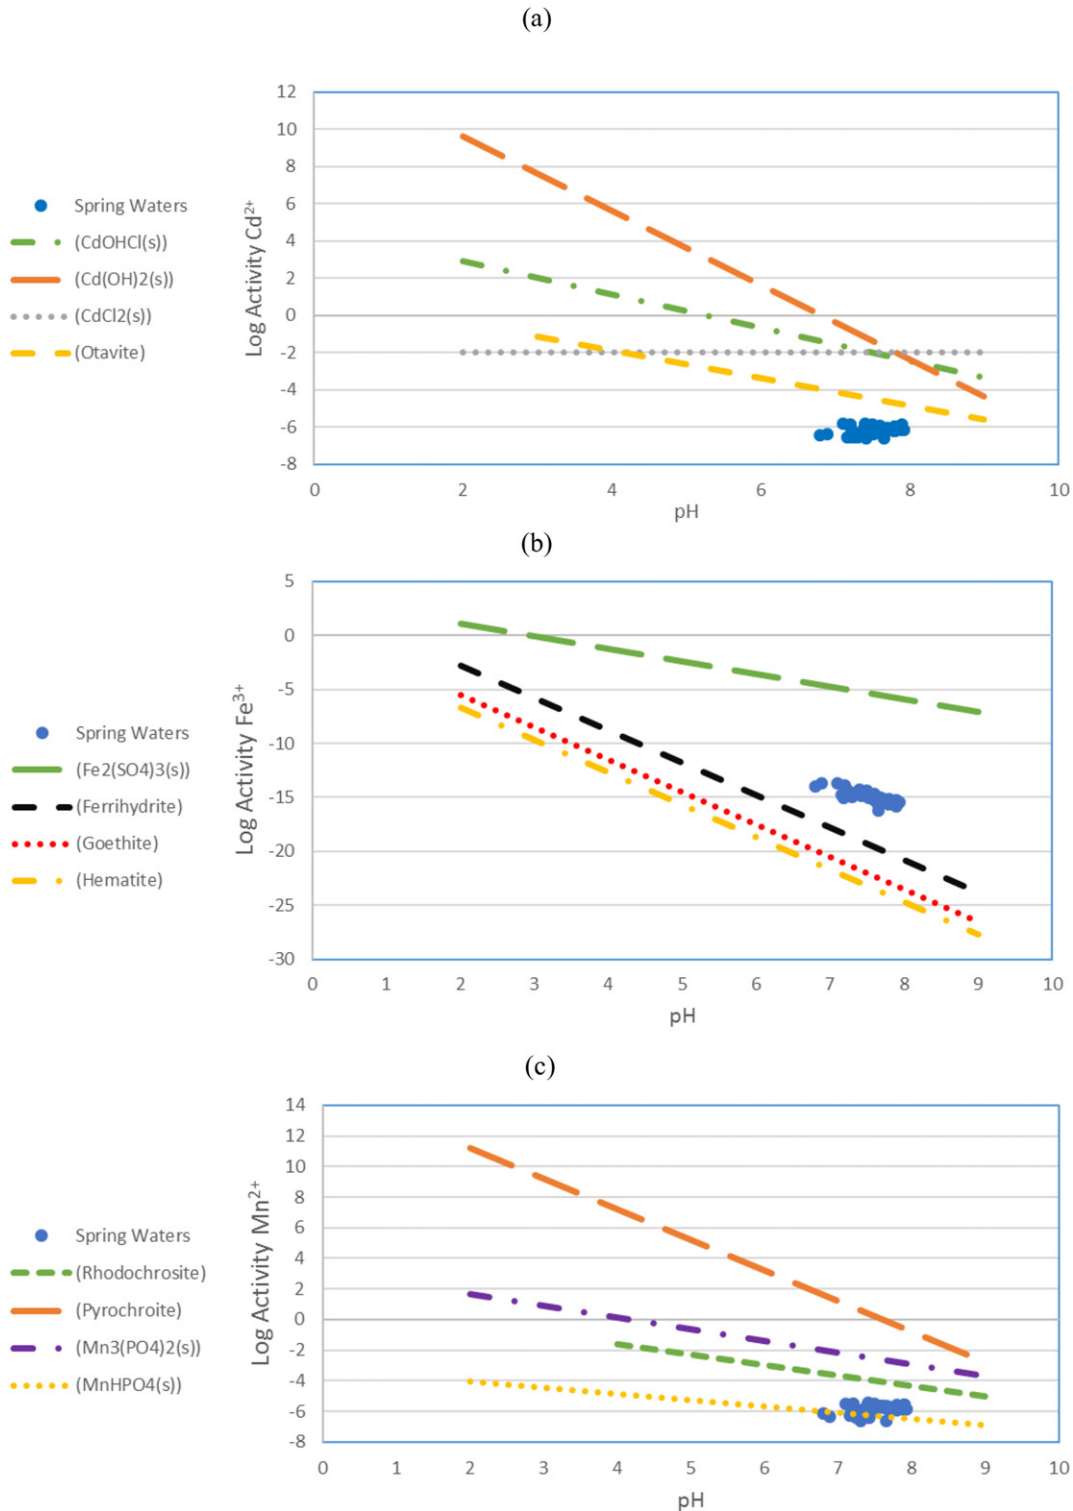 (a)
12
10
8
6
4
2
0
-2
-4
-6
-8
Log Activity Cd²⁺
0
2
4
6
8
10
pH
Spring Waters
(CdOHCl(s))
(Cd(OH)2(s))
(CdCl2(s))
(Otavite)
(b)
5
0
-5
-10
-15
-20
-25
-30
Log Activity Fe³⁺
0
1
2
3
4
5
6
7
8
9
10
pH
Spring Waters
(Fe2(SO4)3(s))
(Ferrihydrite)
(Goethite)
(Hematite)
(c)
14
12
10
8
6
4
2
0
-2
-4
-6
-8
Log Activity Mn²⁺
0
1
2
3
4
5
6
7
8
9
10
pH
Spring Waters
(Rhodochrosite)
(Pyrochroite)
(Mn3(PO4)2(s))
(MnHPO4(s))